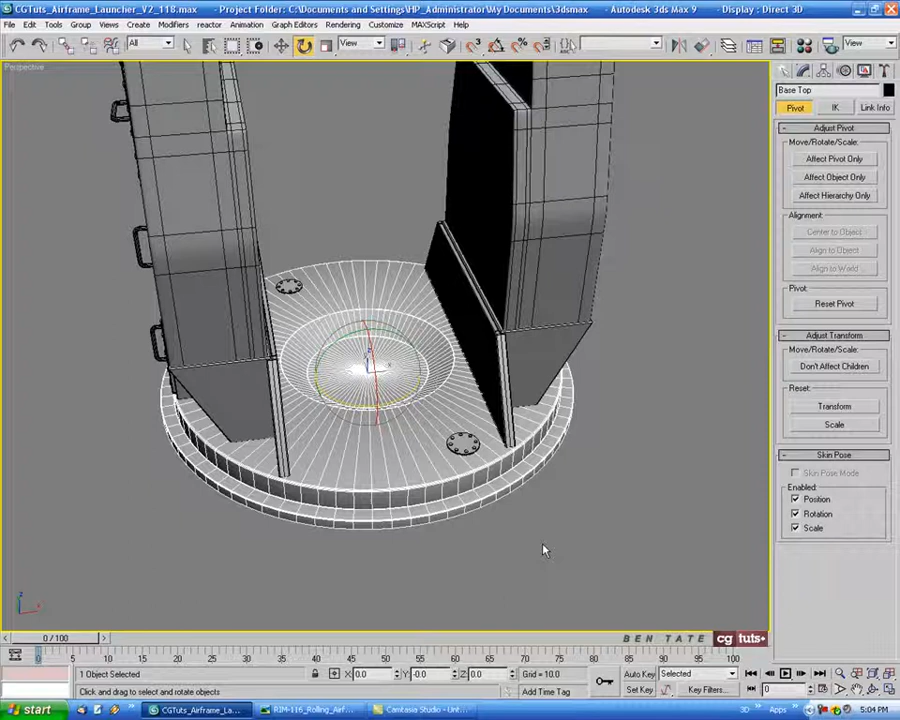 CGTuts_Airframe_Launcher_V2_118.max - Project Folder: C:\Documents and Settings\HP_Administrator\My Documents\3dsmax - Autodesk 3ds Max 9 - Display : Direct 3D
File Edit Tools Group Views Create Modifiers reactor Animation Graph Editors Rendering Customize MAXScript Help
All View View
Perspective
Base Top
Pivot IK Link Info
Adjust Pivot
Move/Rotate/Scale:
Affect Pivot Only
Affect Object Only
Affect Hierarchy Only
Alignment:
Center to Object
Align to Object
Align to World
Pivot:
Reset Pivot
Adjust Transform
Move/Rotate/Scale:
Don't Affect Children
Reset:
Transform
Scale
Skin Pose
Skin Pose Mode
Enabled:
Position
Rotation
Scale
0 / 100
BEN TATE cg tuts+
0 5 10 15 20 25 30 35 40 45 50 55 60 65 70 75 80 85 90 95 100
1 Object Selected X: 0.0 Y: -0.0 Z: 0.0 Grid = 10.0 Auto Key Selected
Click and drag to select and rotate objects Add Time Tag Set Key Key Filters... 0
start CGTuts_Airframe_La... RIM-116_Rolling_Airf... Camtasia Studio - Unt... Desktop Apps 5:04 PM